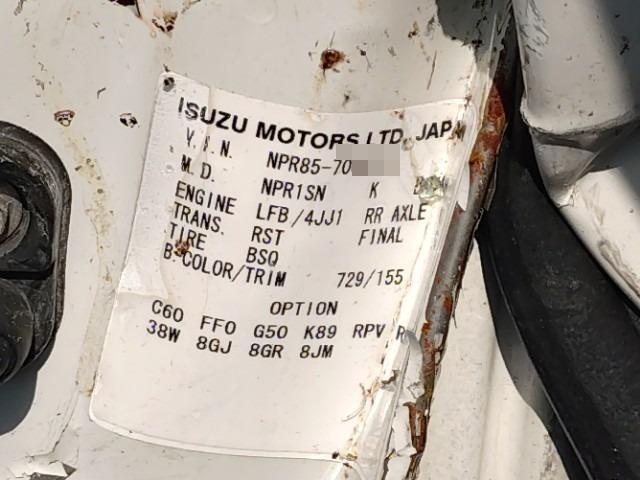 ISUZU MOTORS LTD. JAPAN
V.I.N. NPR85-70
M.D. NPR1SN K
ENGINE LFB/4JJ1 RR AXLE
TRANS. RST FINAL
TIRE BSQ
B-COLOR/TRIM 729/155
OPTION
C60 FF0 G50 K89 RPV R
38W 8GJ 8GR 8JM